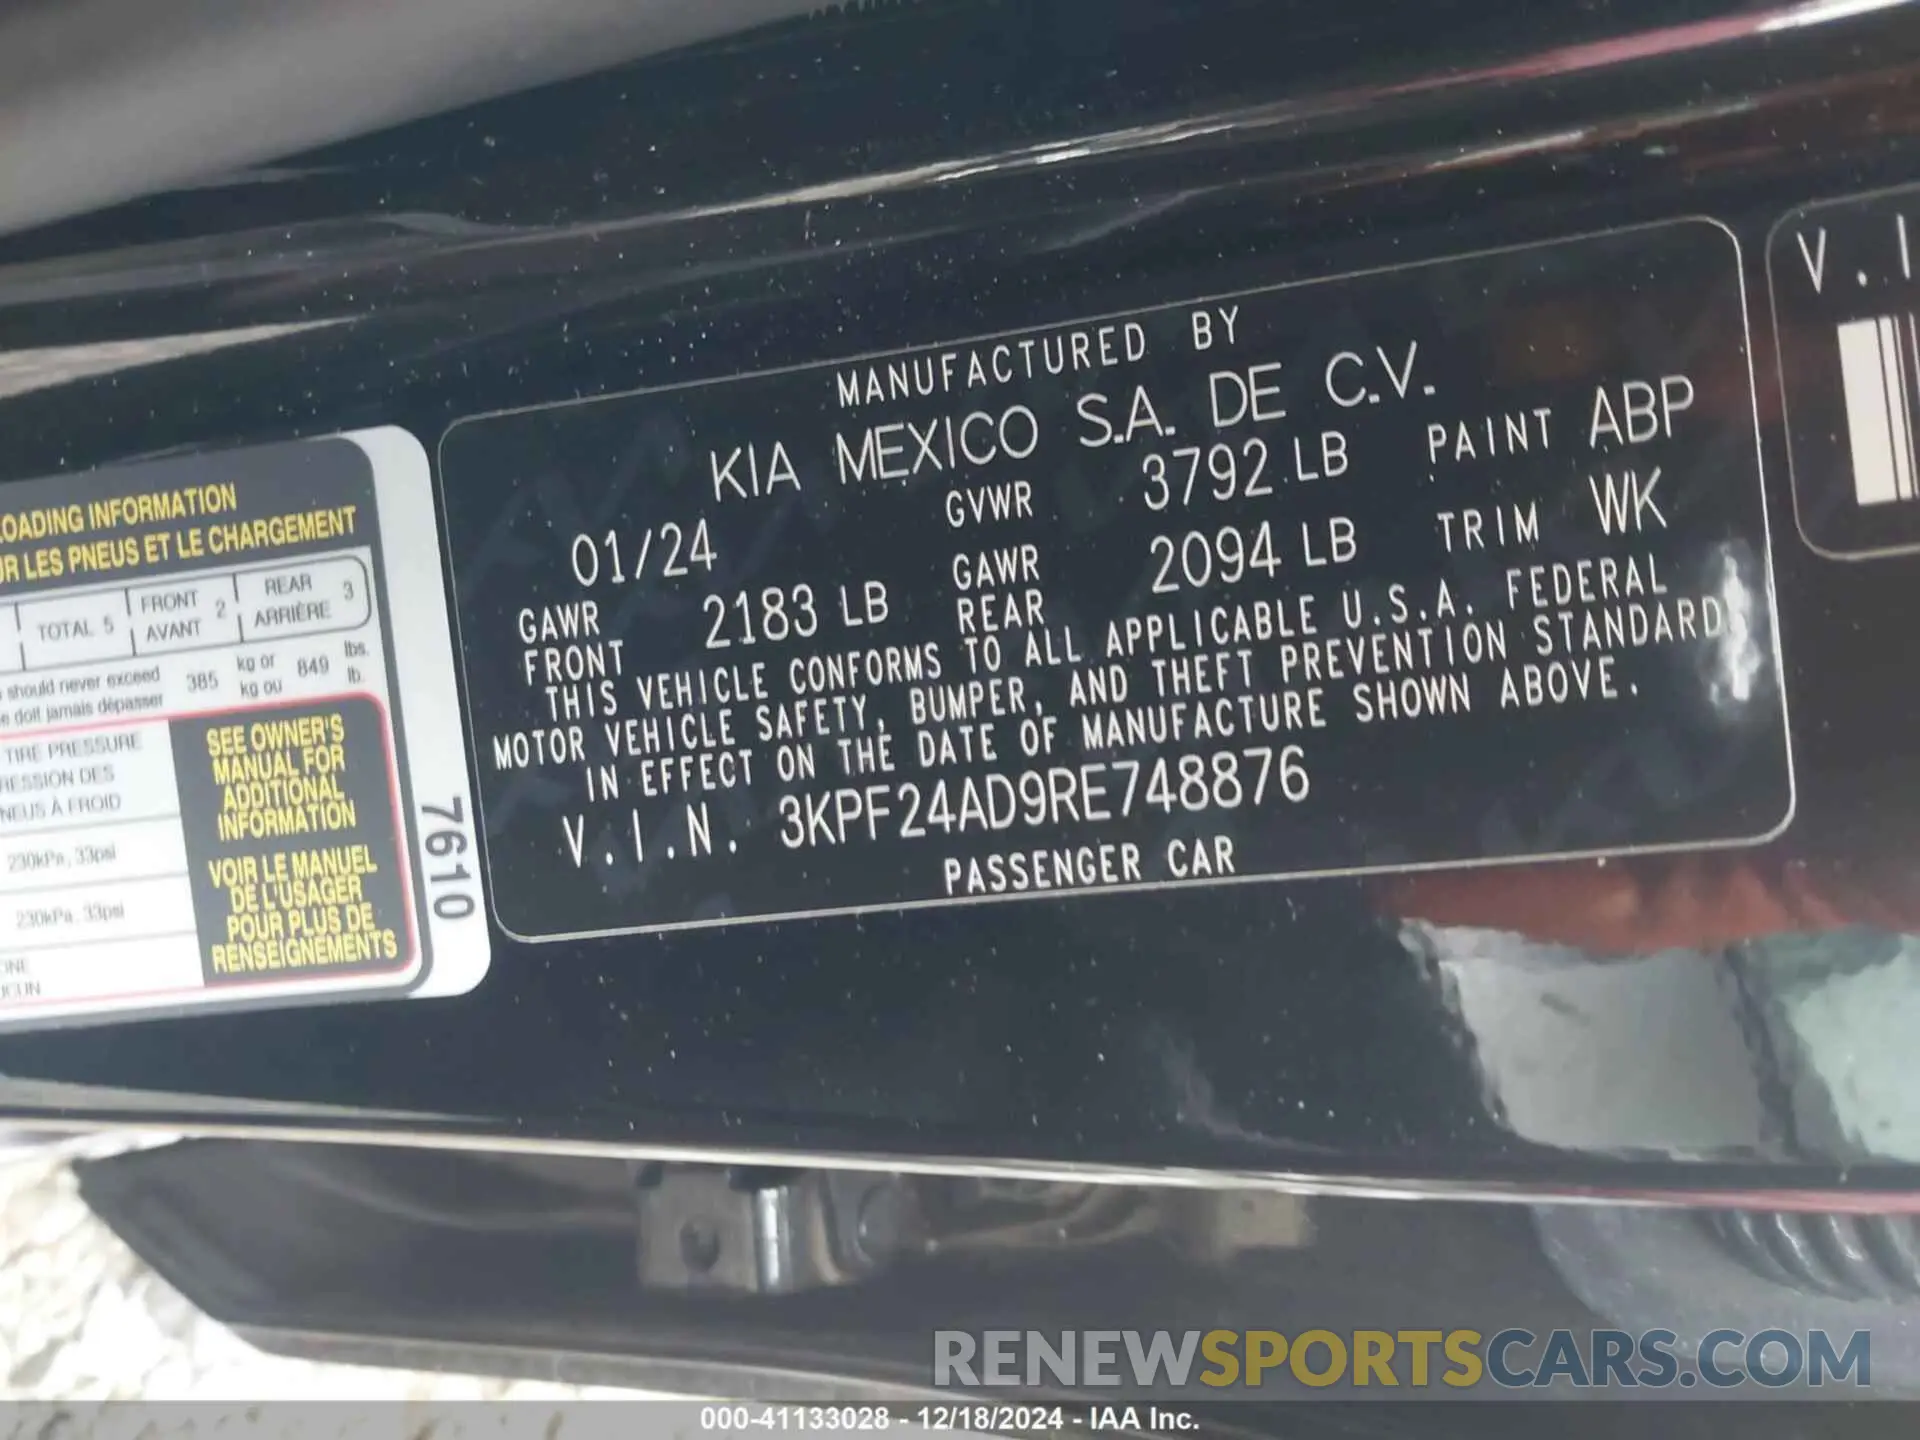 MANUFACTURED BY
KIA MEXICO S.A. DE C.V.
01/24 GVWR 3792 LB PAINT ABP
GAWR FRONT 2183 LB GAWR REAR 2094 LB TRIM WK
THIS VEHICLE CONFORMS TO ALL APPLICABLE U.S.A. FEDERAL
MOTOR VEHICLE SAFETY, BUMPER, AND THEFT PREVENTION STANDARDS
IN EFFECT ON THE DATE OF MANUFACTURE SHOWN ABOVE.
V.I.N. 3KPF24AD9RE748876
PASSENGER CAR
V.I
LOADING INFORMATION
UR LES PNEUS ET LE CHARGEMENT
TOTAL 5 FRONT AVANT 2 REAR ARRIÈRE 3
should never exceed 385 kg or 849 lbs.
e doit jamais dépasser kg ou lb.
TIRE PRESSURE
RESSION DES
NEUS À FROID
230kPa, 33psi
230kPa, 33psi
SEE OWNER'S
MANUAL FOR
ADDITIONAL
INFORMATION
VOIR LE MANUEL
DE L'USAGER
POUR PLUS DE
RENSEIGNEMENTS
7610
RENEWSPORTSCARS.COM
000-41133028 - 12/18/2024 - IAA Inc.